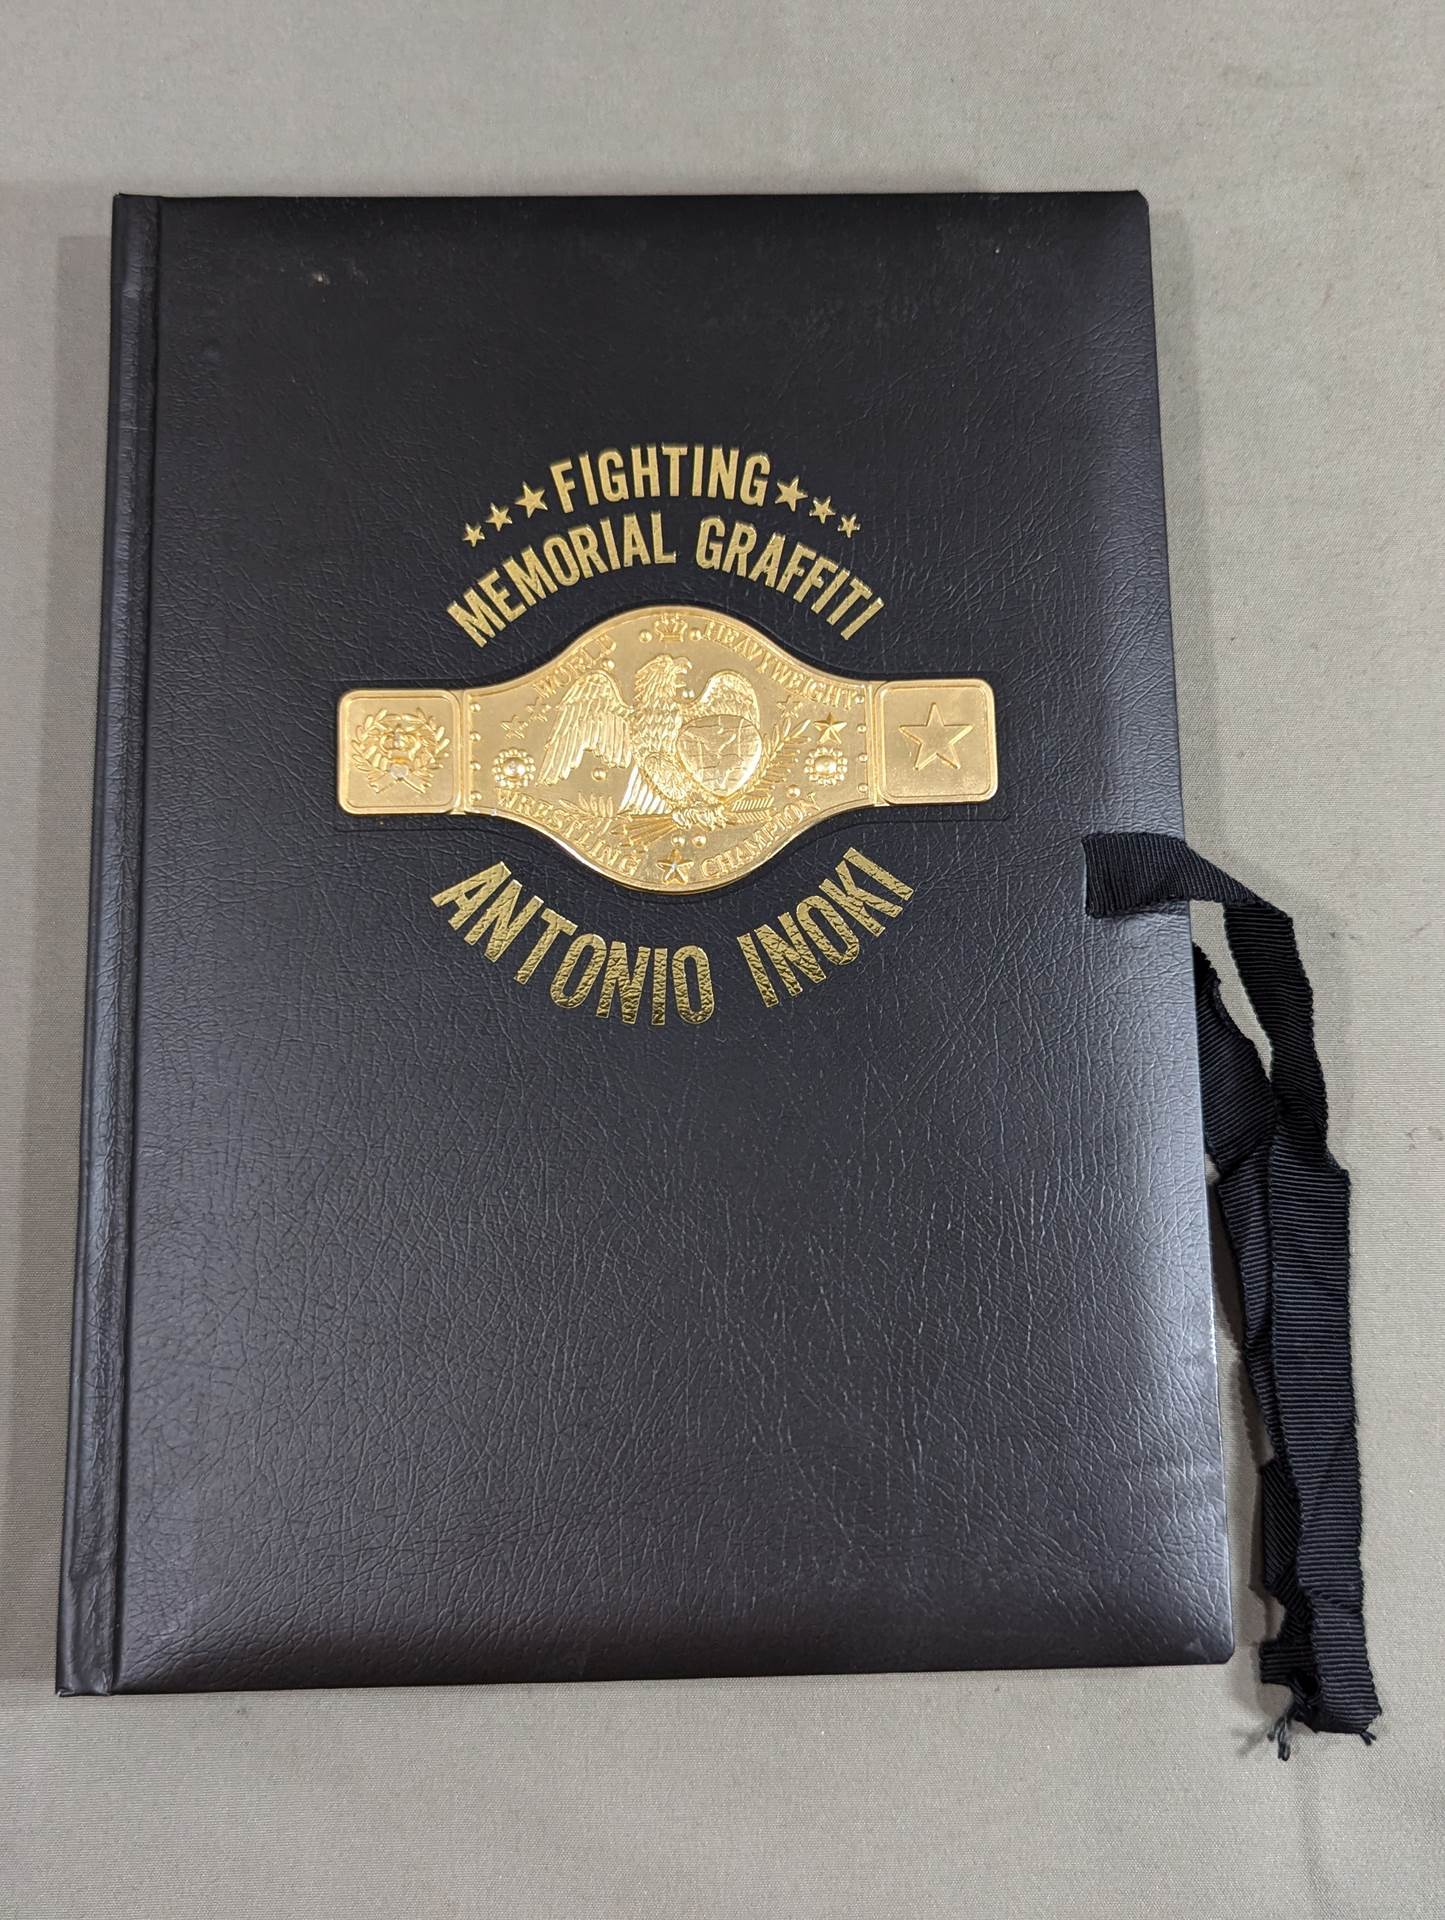 FIGHTING
MEMORIAL GRAFFITI
WORLD HEAVYWEIGHT
WRESTLING CHAMPION
ANTONIO INOKI